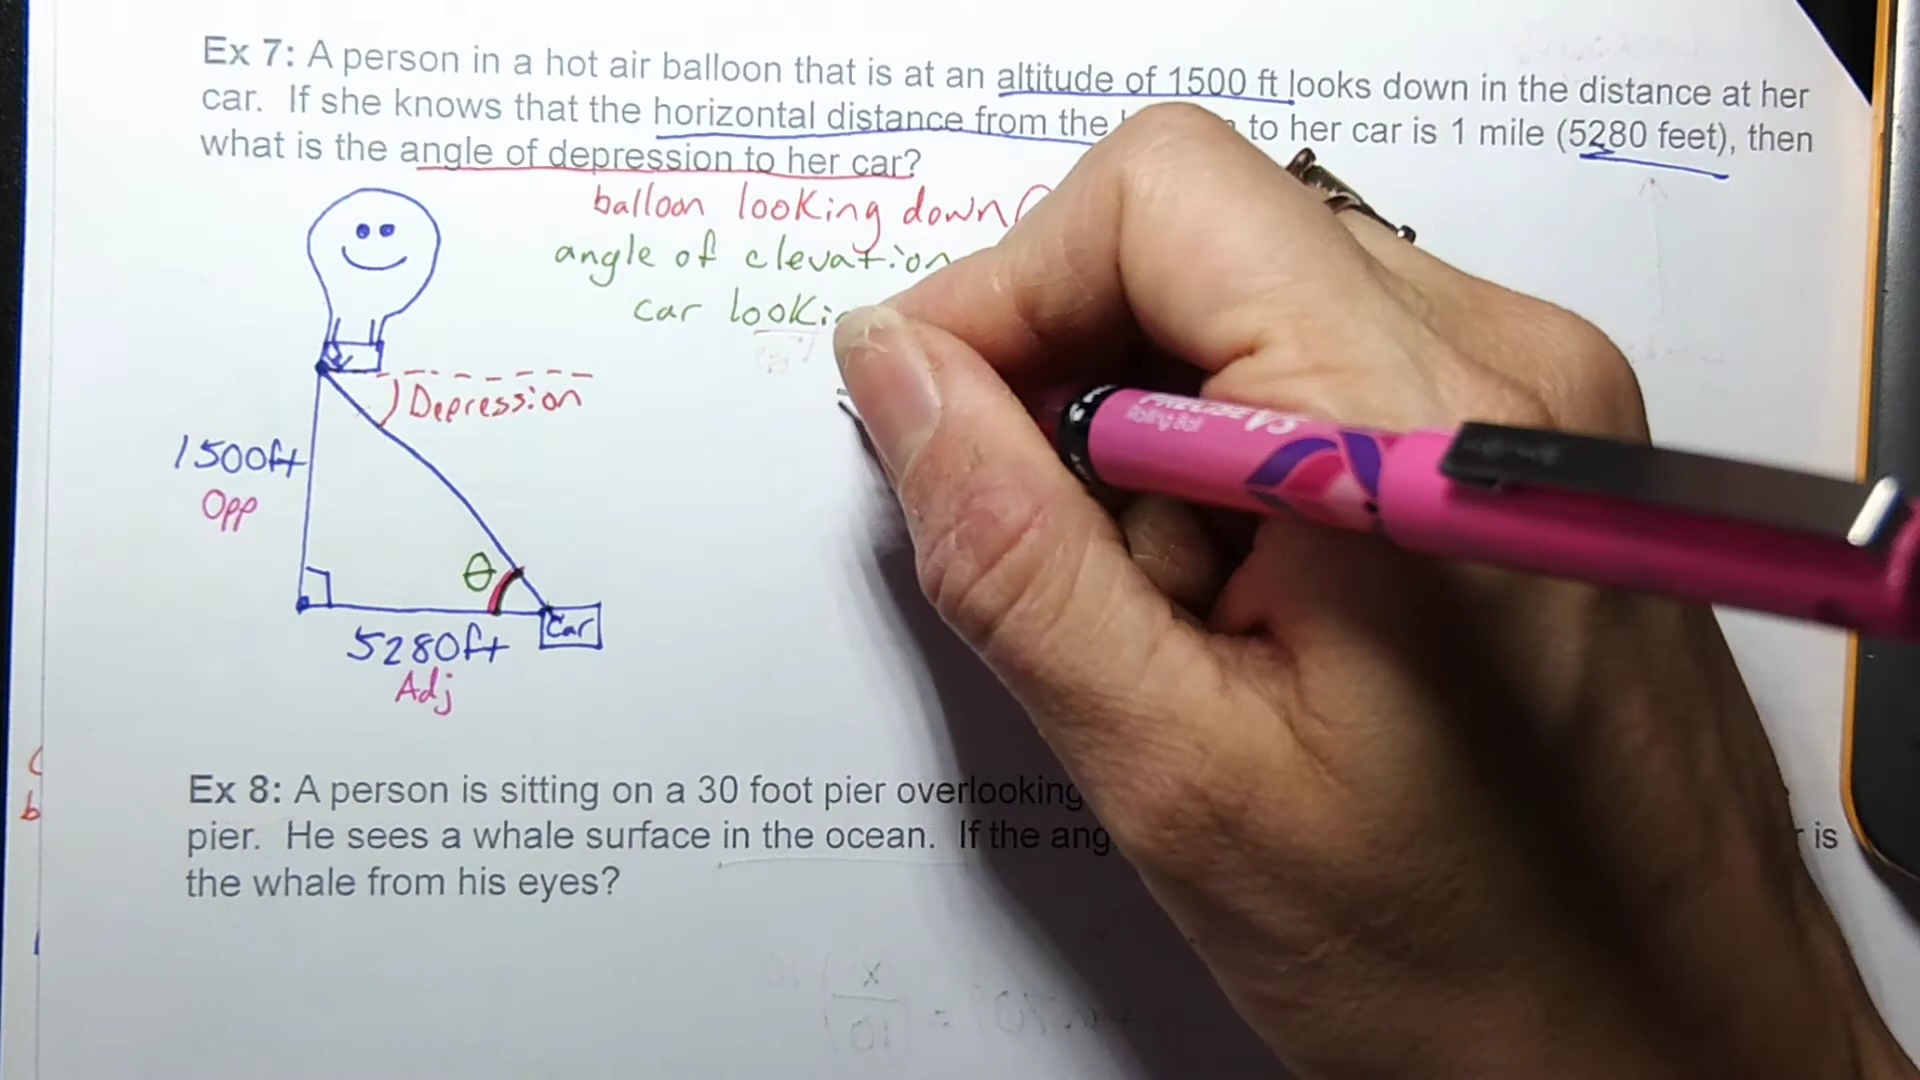 Ex 7: A person in a hot air balloon that is at an altitude of 1500 ft looks down in the distance at her
car. If she knows that the horizontal distance from the to her car is 1 mile (5280 feet), then
what is the angle of depression to her car?
balloon looking down
angle of elevation
car
Depression
1500ft
Opp
θ
Car
5280ft
Adj
PRECISE V5
Rolling Ball
Ex 8: A person is sitting on a 30 foot pier overlooking
pier. He sees a whale surface in the ocean. If the is
the whale from his eyes?
b